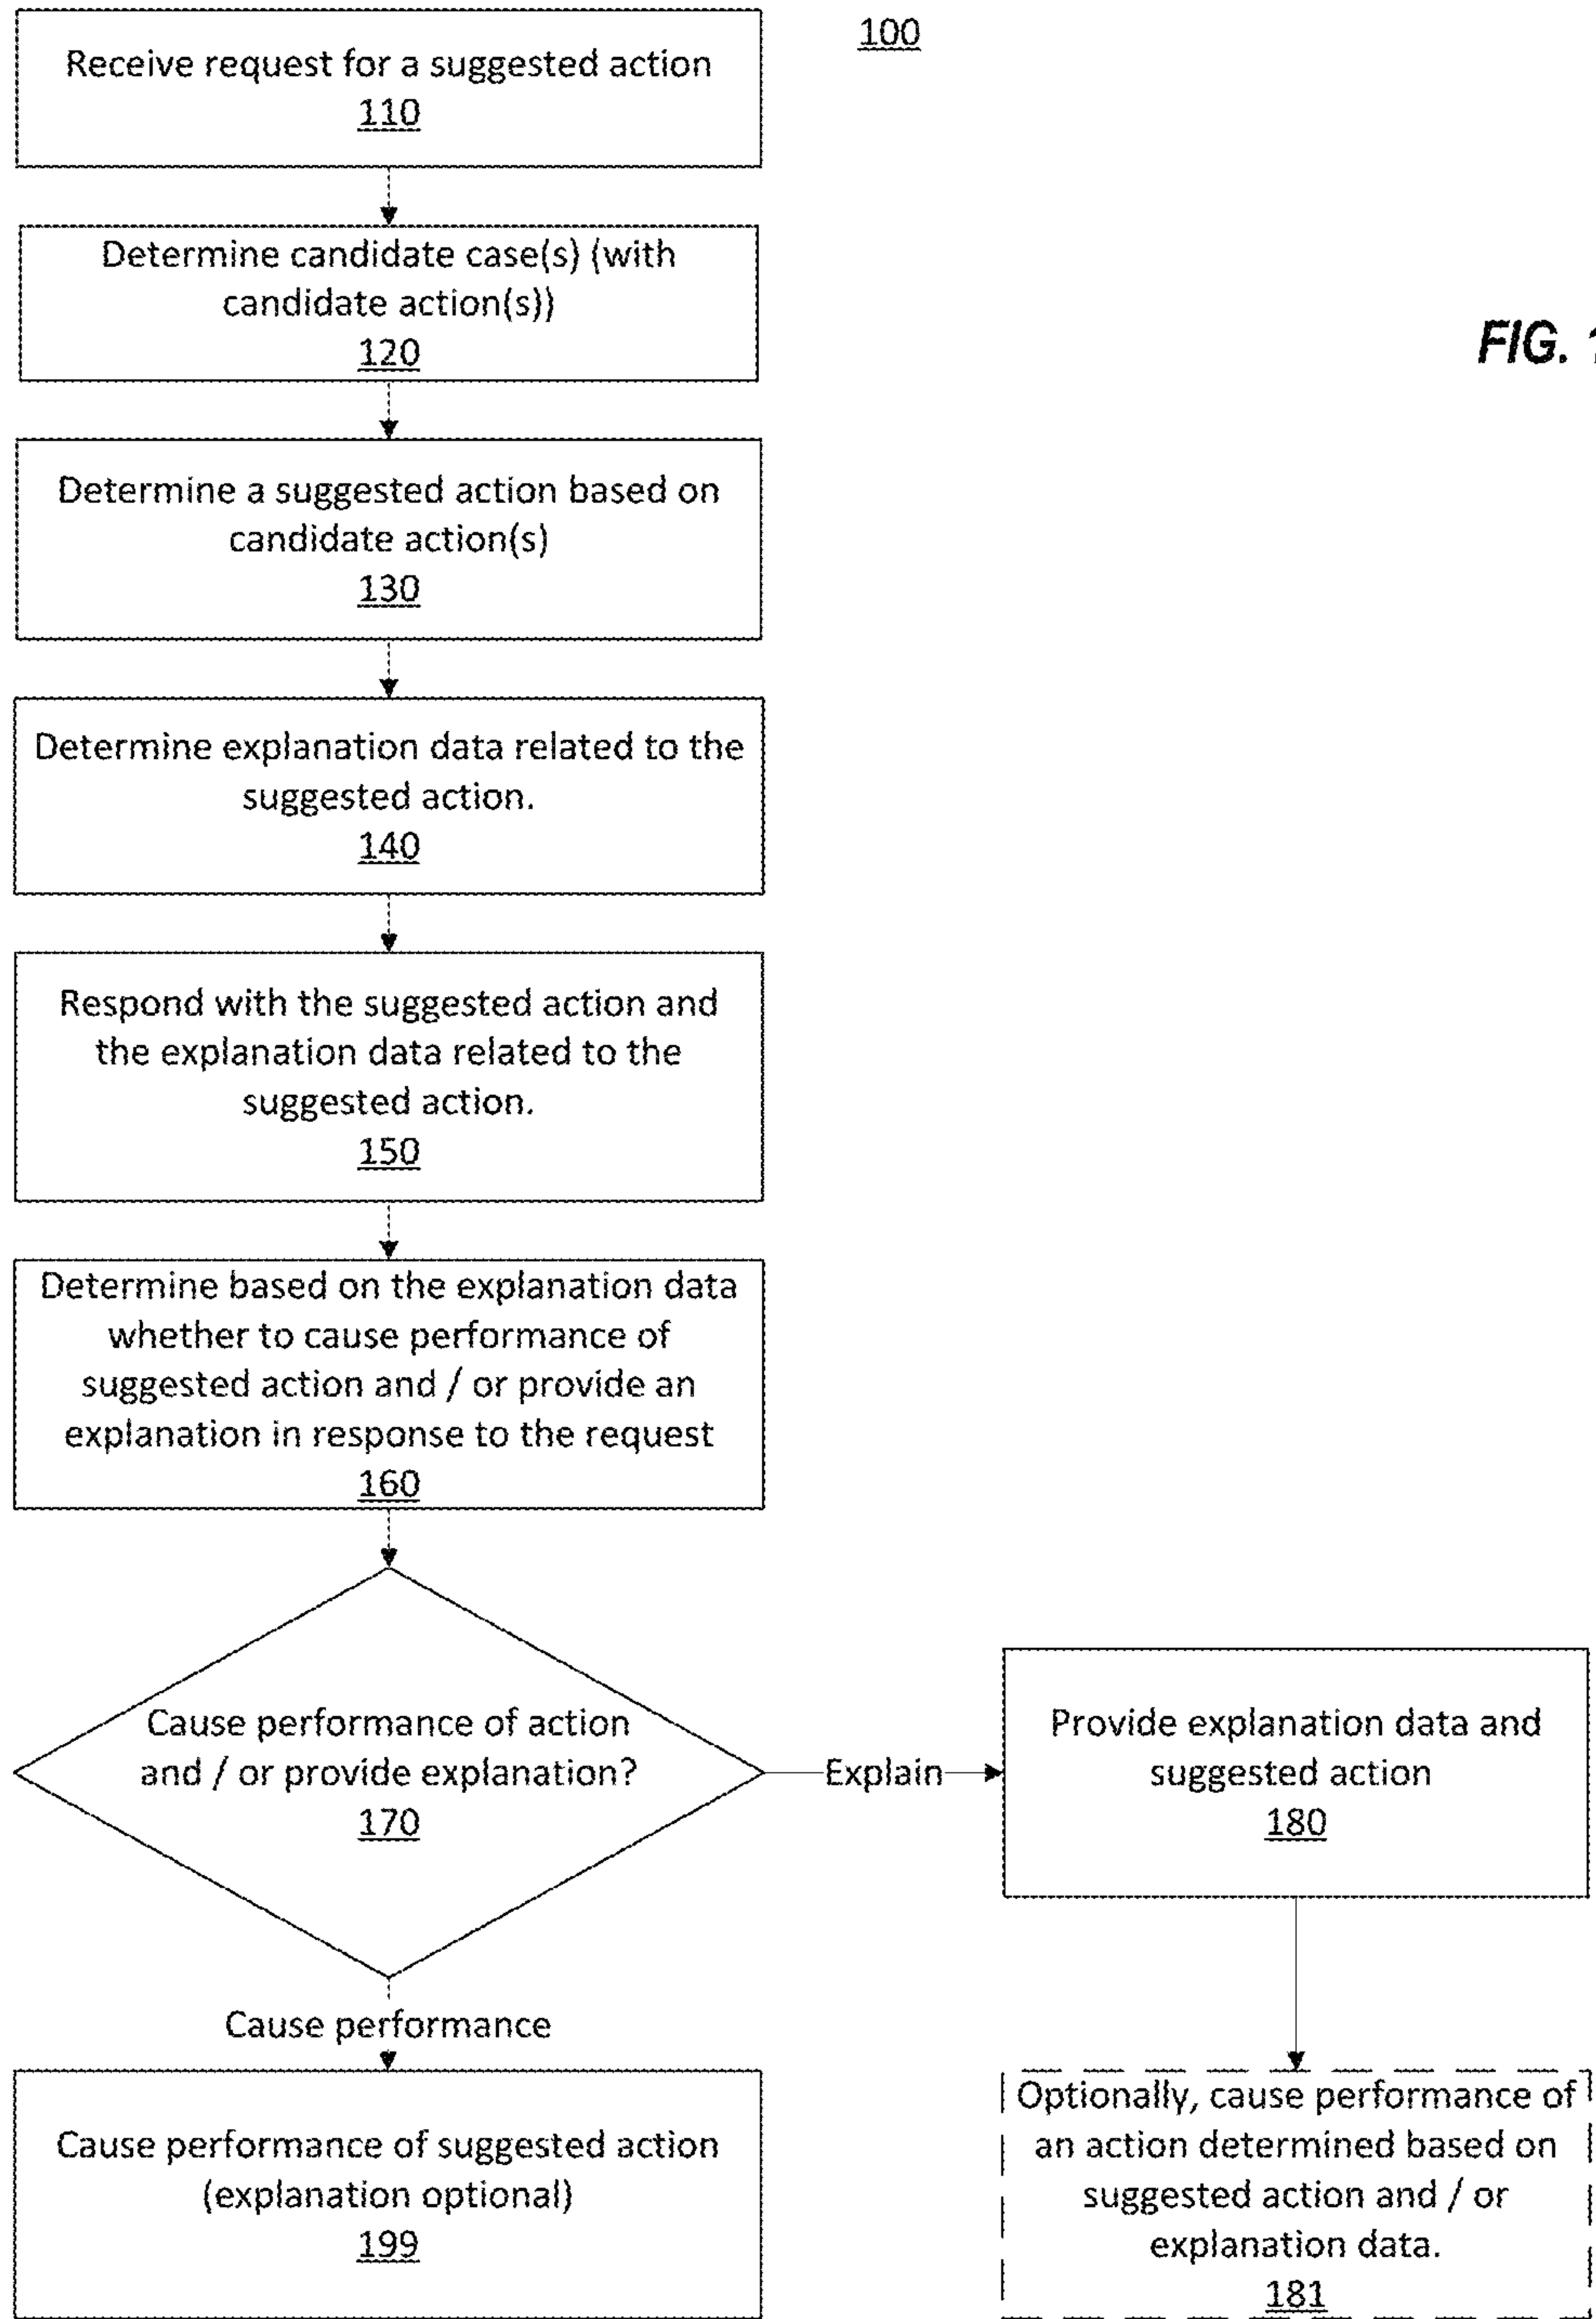 100
Receive request for a suggested action
110
Determine candidate case(s) (with
candidate action(s))
120
FIG. 1
Determine a suggested action based on
candidate action(s)
130
Determine explanation data related to the
suggested action.
140
Respond with the suggested action and
the explanation data related to the
suggested action.
150
Determine based on the explanation data
whether to cause performance of
suggested action and / or provide an
explanation in response to the request
160
Cause performance of action
and / or provide explanation?
170
Explain
Provide explanation data and
suggested action
180
Cause performance
Cause performance of suggested action
(explanation optional)
199
Optionally, cause performance of
an action determined based on
suggested action and / or
explanation data.
181